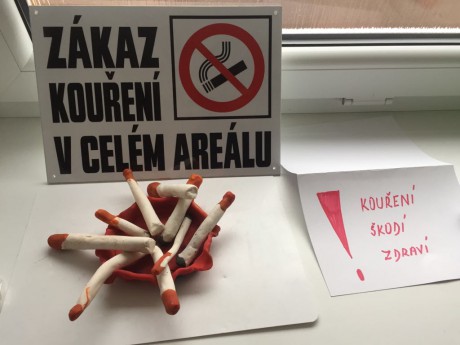 ZÁKAZ
KOUŘENÍ
V CELÉM AREÁLU
KOUŘENÍ
ŠKODÍ
ZDRAVÍ
!